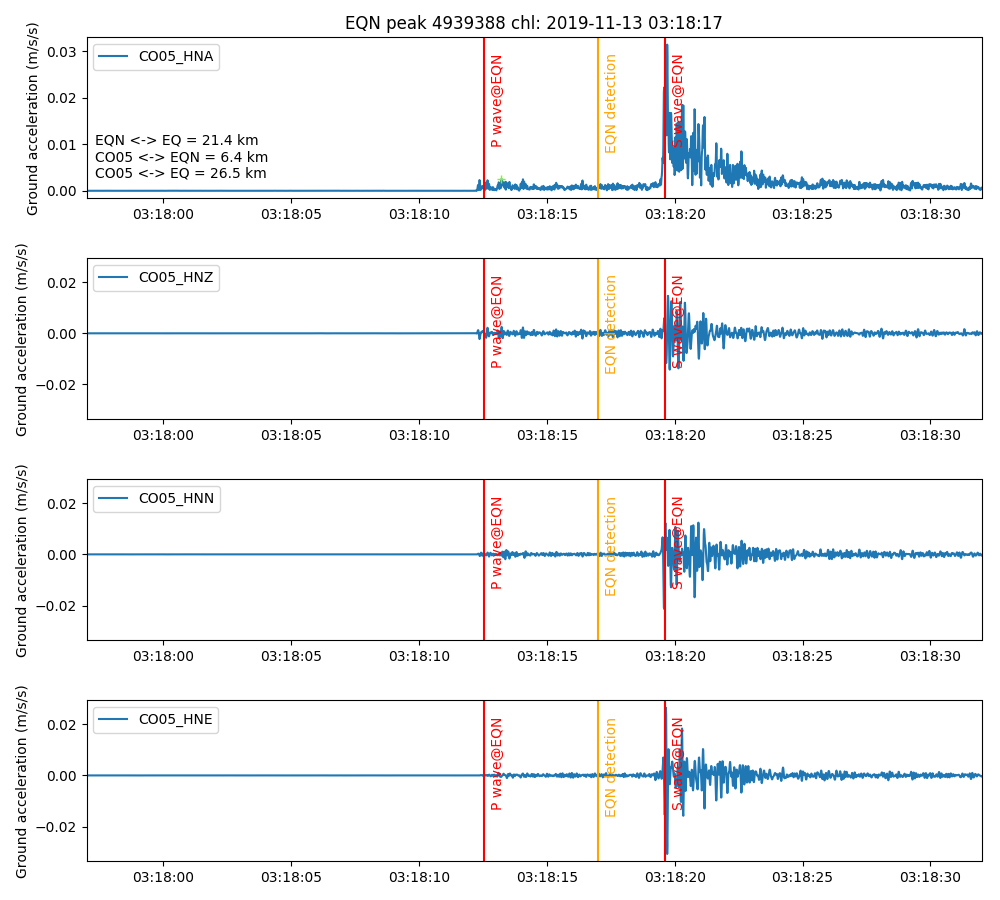 EQN peak 4939388 chl: 2019-11-13 03:18:17
Ground acceleration (m/s/s)
0.03
0.02
0.01
0.00
CO05_HNA
P wave@EQN
EQN detection
S wave@EQN
EQN <-> EQ = 21.4 km
CO05 <-> EQN = 6.4 km
CO05 <-> EQ = 26.5 km
03:18:00 03:18:05 03:18:10 03:18:15 03:18:20 03:18:25 03:18:30
Ground acceleration (m/s/s)
0.02
0.00
−0.02
CO05_HNZ
P wave@EQN
EQN detection
S wave@EQN
03:18:00 03:18:05 03:18:10 03:18:15 03:18:20 03:18:25 03:18:30
Ground acceleration (m/s/s)
0.02
0.00
−0.02
CO05_HNN
P wave@EQN
EQN detection
S wave@EQN
03:18:00 03:18:05 03:18:10 03:18:15 03:18:20 03:18:25 03:18:30
Ground acceleration (m/s/s)
0.02
0.00
−0.02
CO05_HNE
P wave@EQN
EQN detection
S wave@EQN
03:18:00 03:18:05 03:18:10 03:18:15 03:18:20 03:18:25 03:18:30